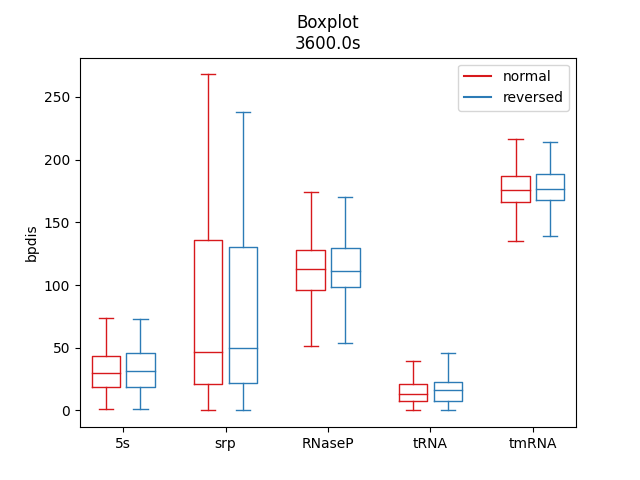 Boxplot
3600.0s
normal
reversed
bpdis
250
200
150
100
50
0
5s srp RNaseP tRNA tmRNA